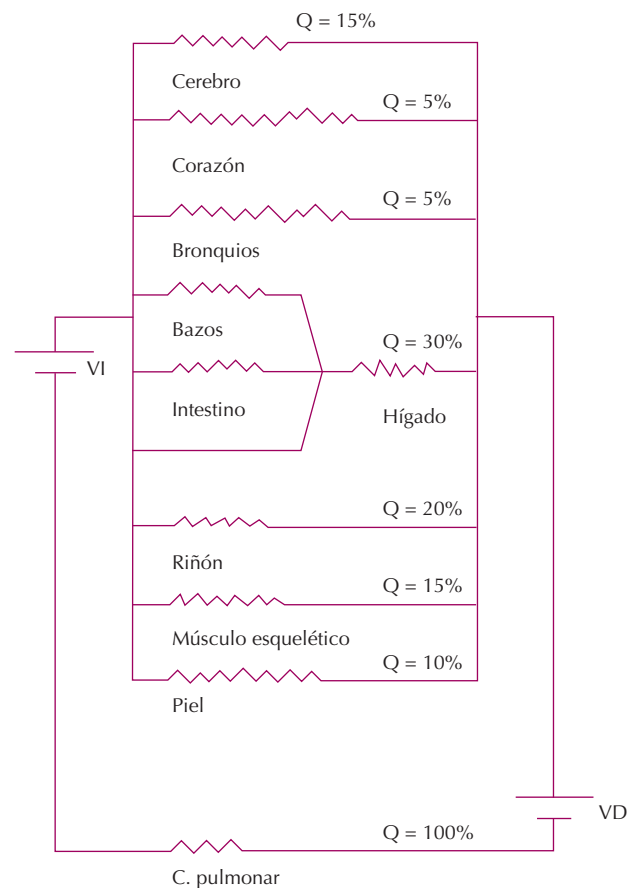 Q = 15%
Cerebro
Q = 5%
Corazón
Q = 5%
Bronquios
Bazos
Q = 30%
VI
Intestino
Hígado
Q = 20%
Riñón
Q = 15%
Músculo esquelético
Q = 10%
Piel
VD
Q = 100%
C. pulmonar